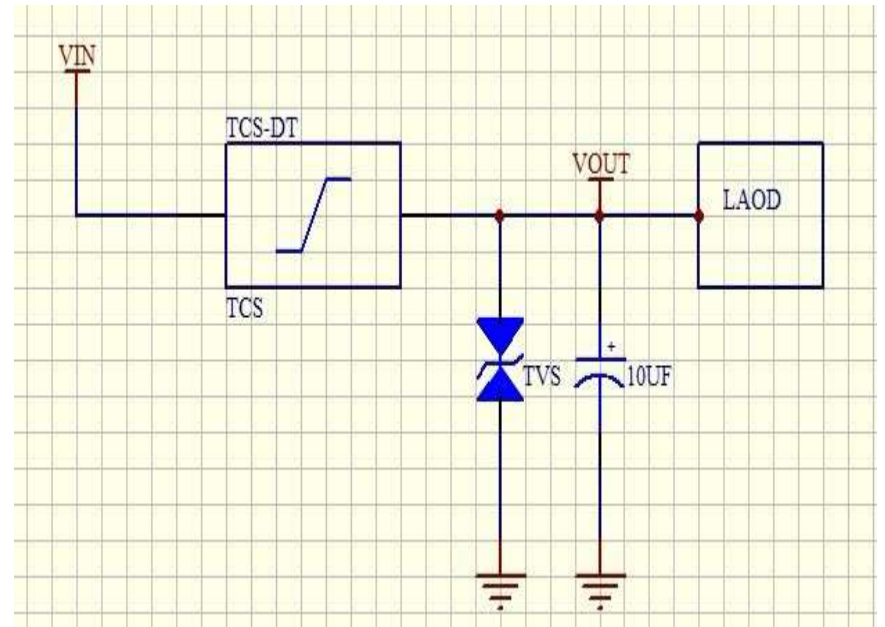 VIN
TCS-DT
TCS
VOUT
LAOD
TVS
+
10UF